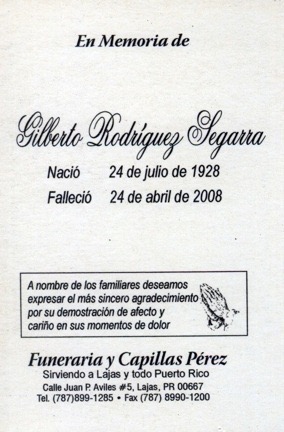 En Memoria de
Gilberto Rodríguez Segarra
Nació 24 de julio de 1928
Falleció 24 de abril de 2008
A nombre de los familiares deseamos
expresar el más sincero agradecimiento
por su demostración de afecto y
cariño en sus momentos de dolor
Funeraria y Capillas Pérez
Sirviendo a Lajas y todo Puerto Rico
Calle Juan P. Aviles #5, Lajas, PR 00667
Tel. (787)899-1285 • Fax (787) 8990-1200